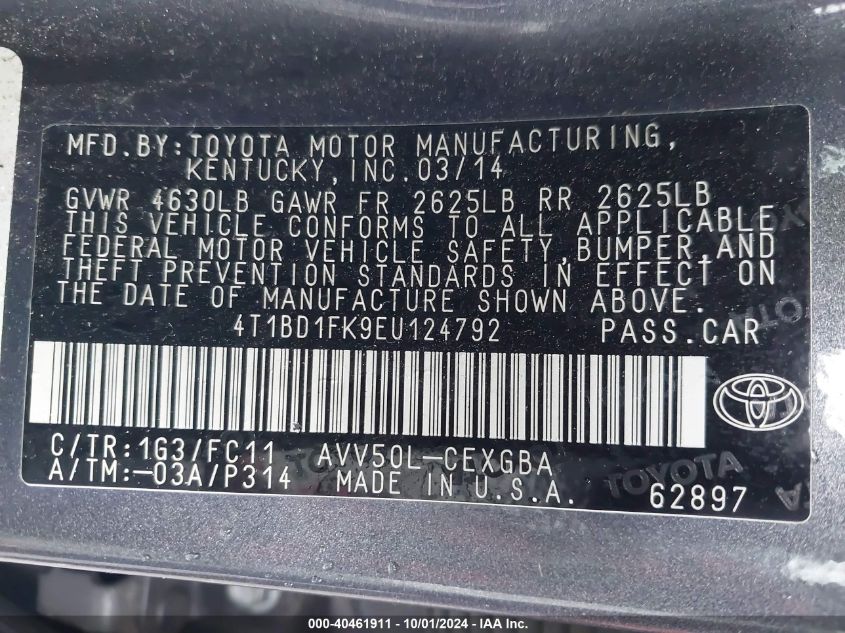 MFD.BY:TOYOTA MOTOR MANUFACTURING,
KENTUCKY, INC. 03/14
GVWR 4630LB GAWR FR 2625LB RR 2625LB
THIS VEHICLE CONFORMS TO ALL APPLICABLE
FEDERAL MOTOR VEHICLE SAFETY, BUMPER, AND
THEFT PREVENTION STANDARDS IN EFFECT ON
THE DATE OF MANUFACTURE SHOWN ABOVE.
4T1BD1FK9EU124792 PASS.CAR
C/TR:1G3/FC11 AVV50L-CEXGBA
A/TM:-03A/P314 MADE IN U.S.A. 62897
TOYOTA
000-40461911 - 10/01/2024 - IAA Inc.